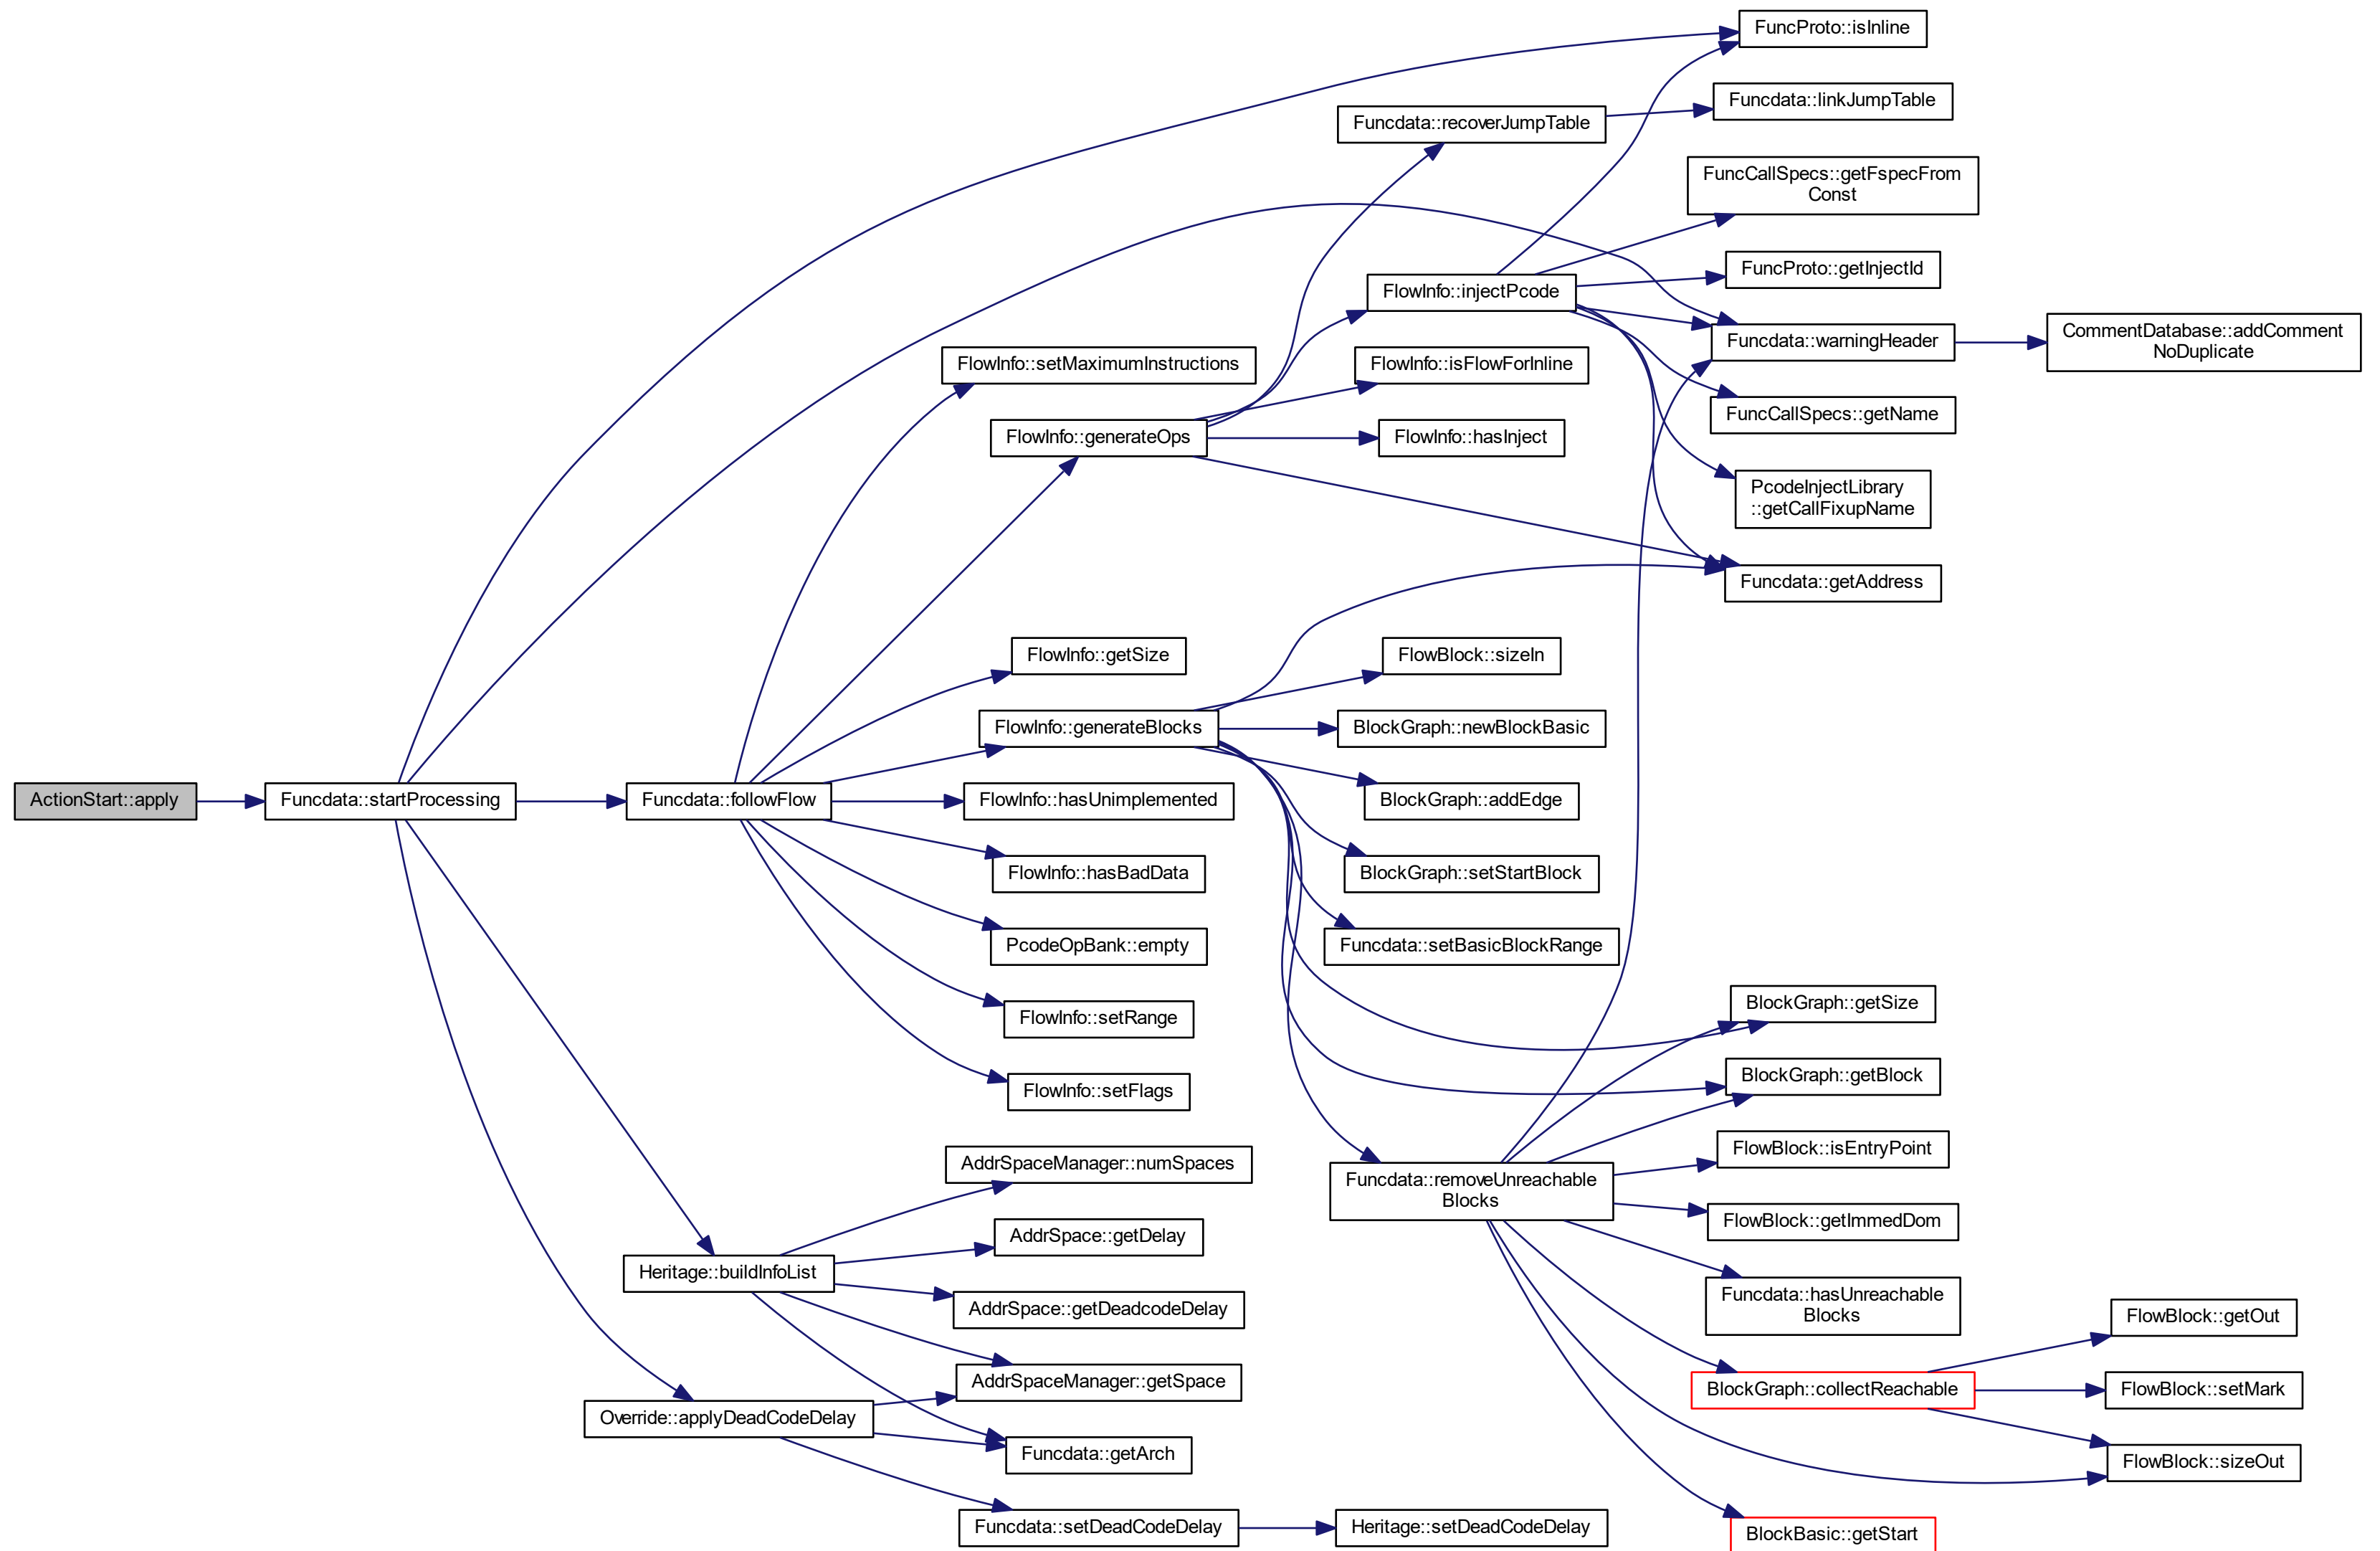 FuncProto::isInline
Funcdata::linkJumpTable
Funcdata::recoverJumpTable
FuncCallSpecs::getFspecFrom
Const
FuncProto::getInjectId
FlowInfo::injectPcode
Funcdata::warningHeader
CommentDatabase::addComment
NoDuplicate
FlowInfo::setMaximumInstructions
FlowInfo::isFlowForInline
FuncCallSpecs::getName
FlowInfo::generateOps
FlowInfo::hasInject
PcodeInjectLibrary
::getCallFixupName
Funcdata::getAddress
FlowInfo::getSize
FlowBlock::sizeIn
FlowInfo::generateBlocks
BlockGraph::newBlockBasic
ActionStart::apply
Funcdata::startProcessing
Funcdata::followFlow
FlowInfo::hasUnimplemented
BlockGraph::addEdge
FlowInfo::hasBadData
BlockGraph::setStartBlock
PcodeOpBank::empty
Funcdata::setBasicBlockRange
FlowInfo::setRange
BlockGraph::getSize
FlowInfo::setFlags
BlockGraph::getBlock
AddrSpaceManager::numSpaces
FlowBlock::isEntryPoint
Funcdata::removeUnreachable
Blocks
FlowBlock::getImmedDom
AddrSpace::getDelay
Heritage::buildInfoList
AddrSpace::getDeadcodeDelay
Funcdata::hasUnreachable
Blocks
FlowBlock::getOut
AddrSpaceManager::getSpace
BlockGraph::collectReachable
FlowBlock::setMark
Override::applyDeadCodeDelay
Funcdata::getArch
FlowBlock::sizeOut
Funcdata::setDeadCodeDelay
Heritage::setDeadCodeDelay
BlockBasic::getStart